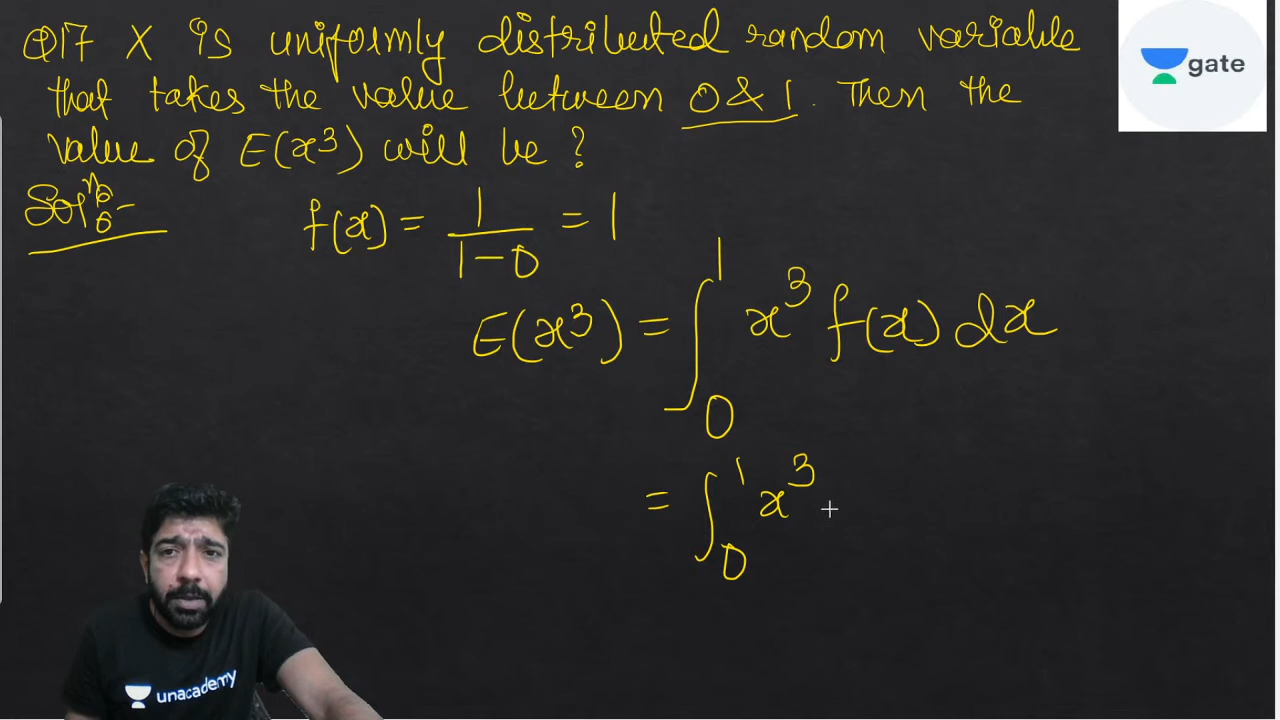 Q17 X is uniformly distributed random variable
that takes the value between 0 & 1. Then the
value of E(x³) will be ?
Solⁿ:-
f(x) = 1/(1-0) = 1
E(x³) = ∫₀¹ x³ f(x) dx
= ∫₀¹ x³
gate
unacademy